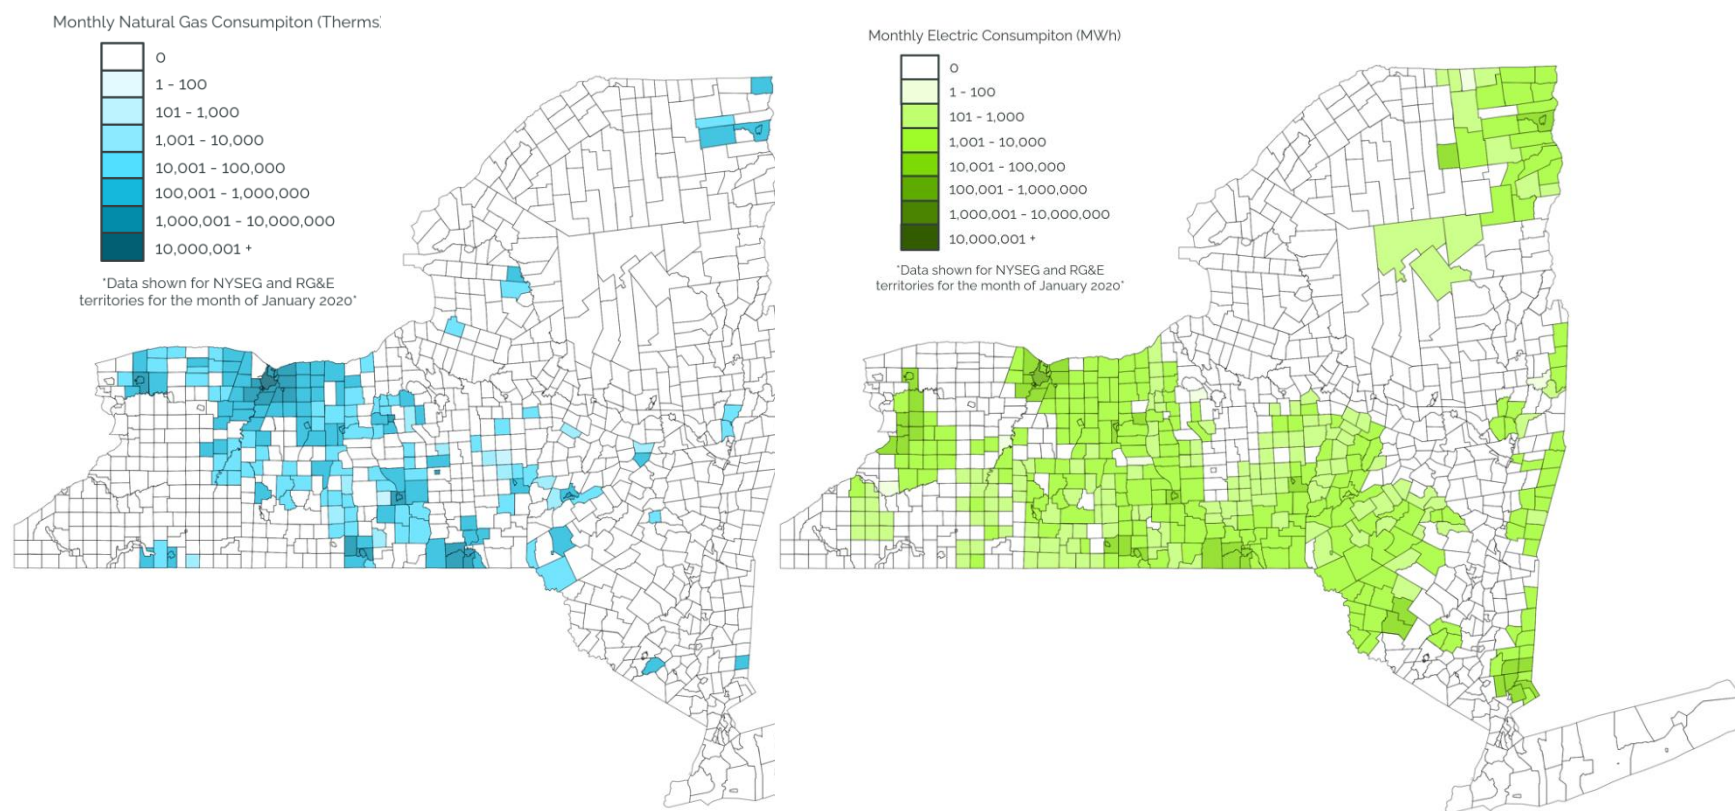 Monthly Natural Gas Consumpiton (Therms)
0
1 - 100
101 - 1,000
1,001 - 10,000
10,001 - 100,000
100,001 - 1,000,000
1,000,001 - 10,000,000
10,000,001 +
*Data shown for NYSEG and RG&E
territories for the month of January 2020*
Monthly Electric Consumpiton (MWh)
0
1 - 100
101 - 1,000
1,001 - 10,000
10,001 - 100,000
100,001 - 1,000,000
1,000,001 - 10,000,000
10,000,001 +
*Data shown for NYSEG and RG&E
territories for the month of January 2020*